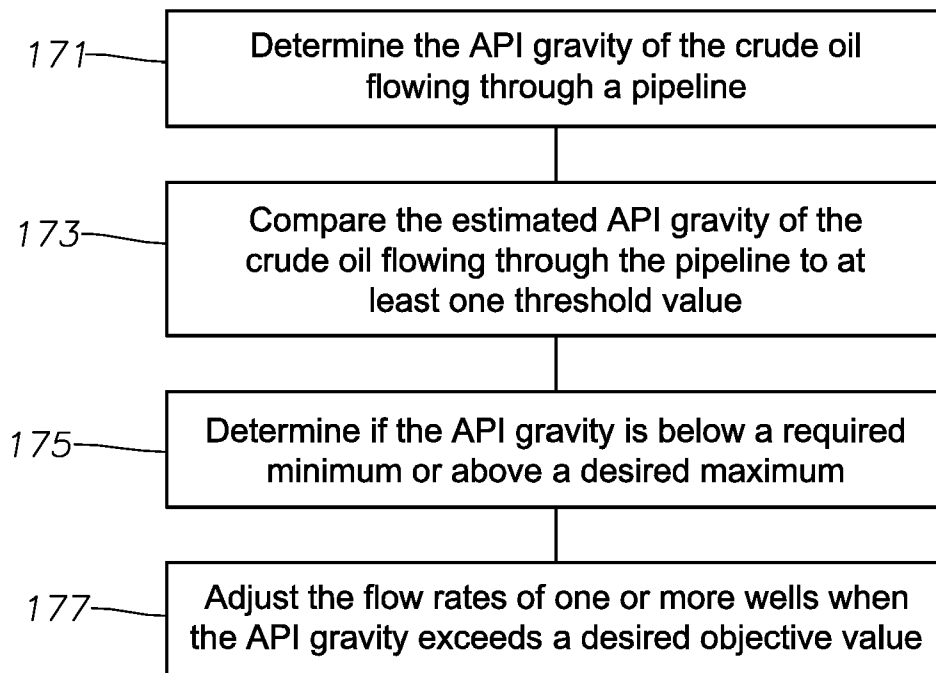 171
Determine the API gravity of the crude oil
flowing through a pipeline
173
Compare the estimated API gravity of the
crude oil flowing through the pipeline to at
least one threshold value
175
Determine if the API gravity is below a required
minimum or above a desired maximum
177
Adjust the flow rates of one or more wells when
the API gravity exceeds a desired objective value